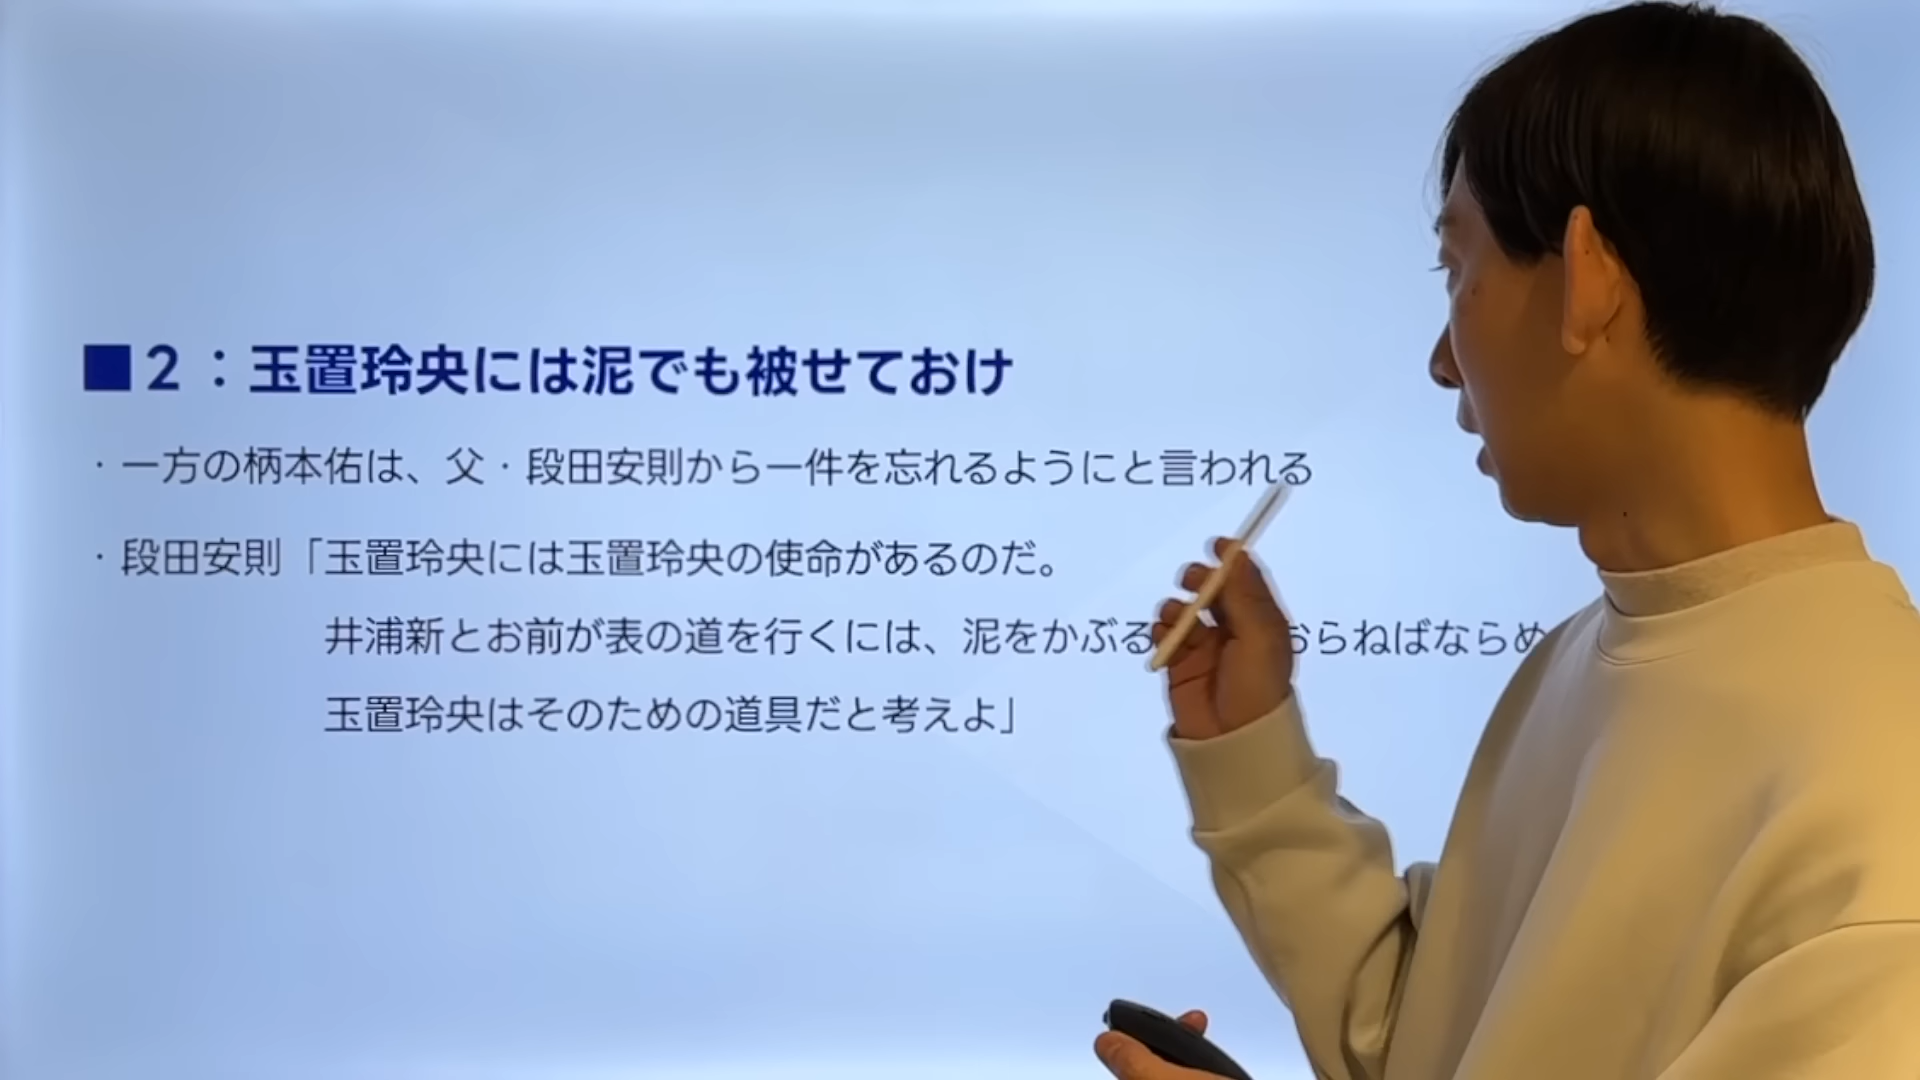 ■2：玉置玲央には泥でも被せておけ
・一方の柄本佑は、父・段田安則から一件を忘れるようにと言われる
・段田安則「玉置玲央には玉置玲央の使命があるのだ。
井浦新とお前が表の道を行くには、泥をかぶる おらねばならぬ
玉置玲央はそのための道具だと考えよ」